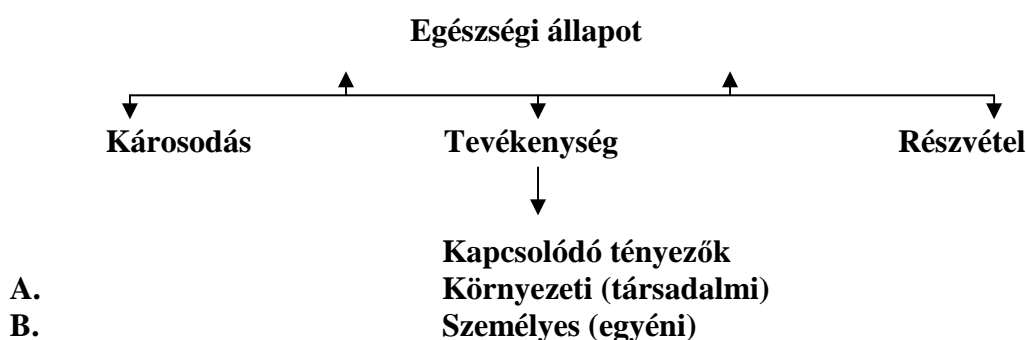 Egészségi állapot
Károsodás Tevékenység Részvétel
Kapcsolódó tényezők
A. Környezeti (társadalmi)
B. Személyes (egyéni)